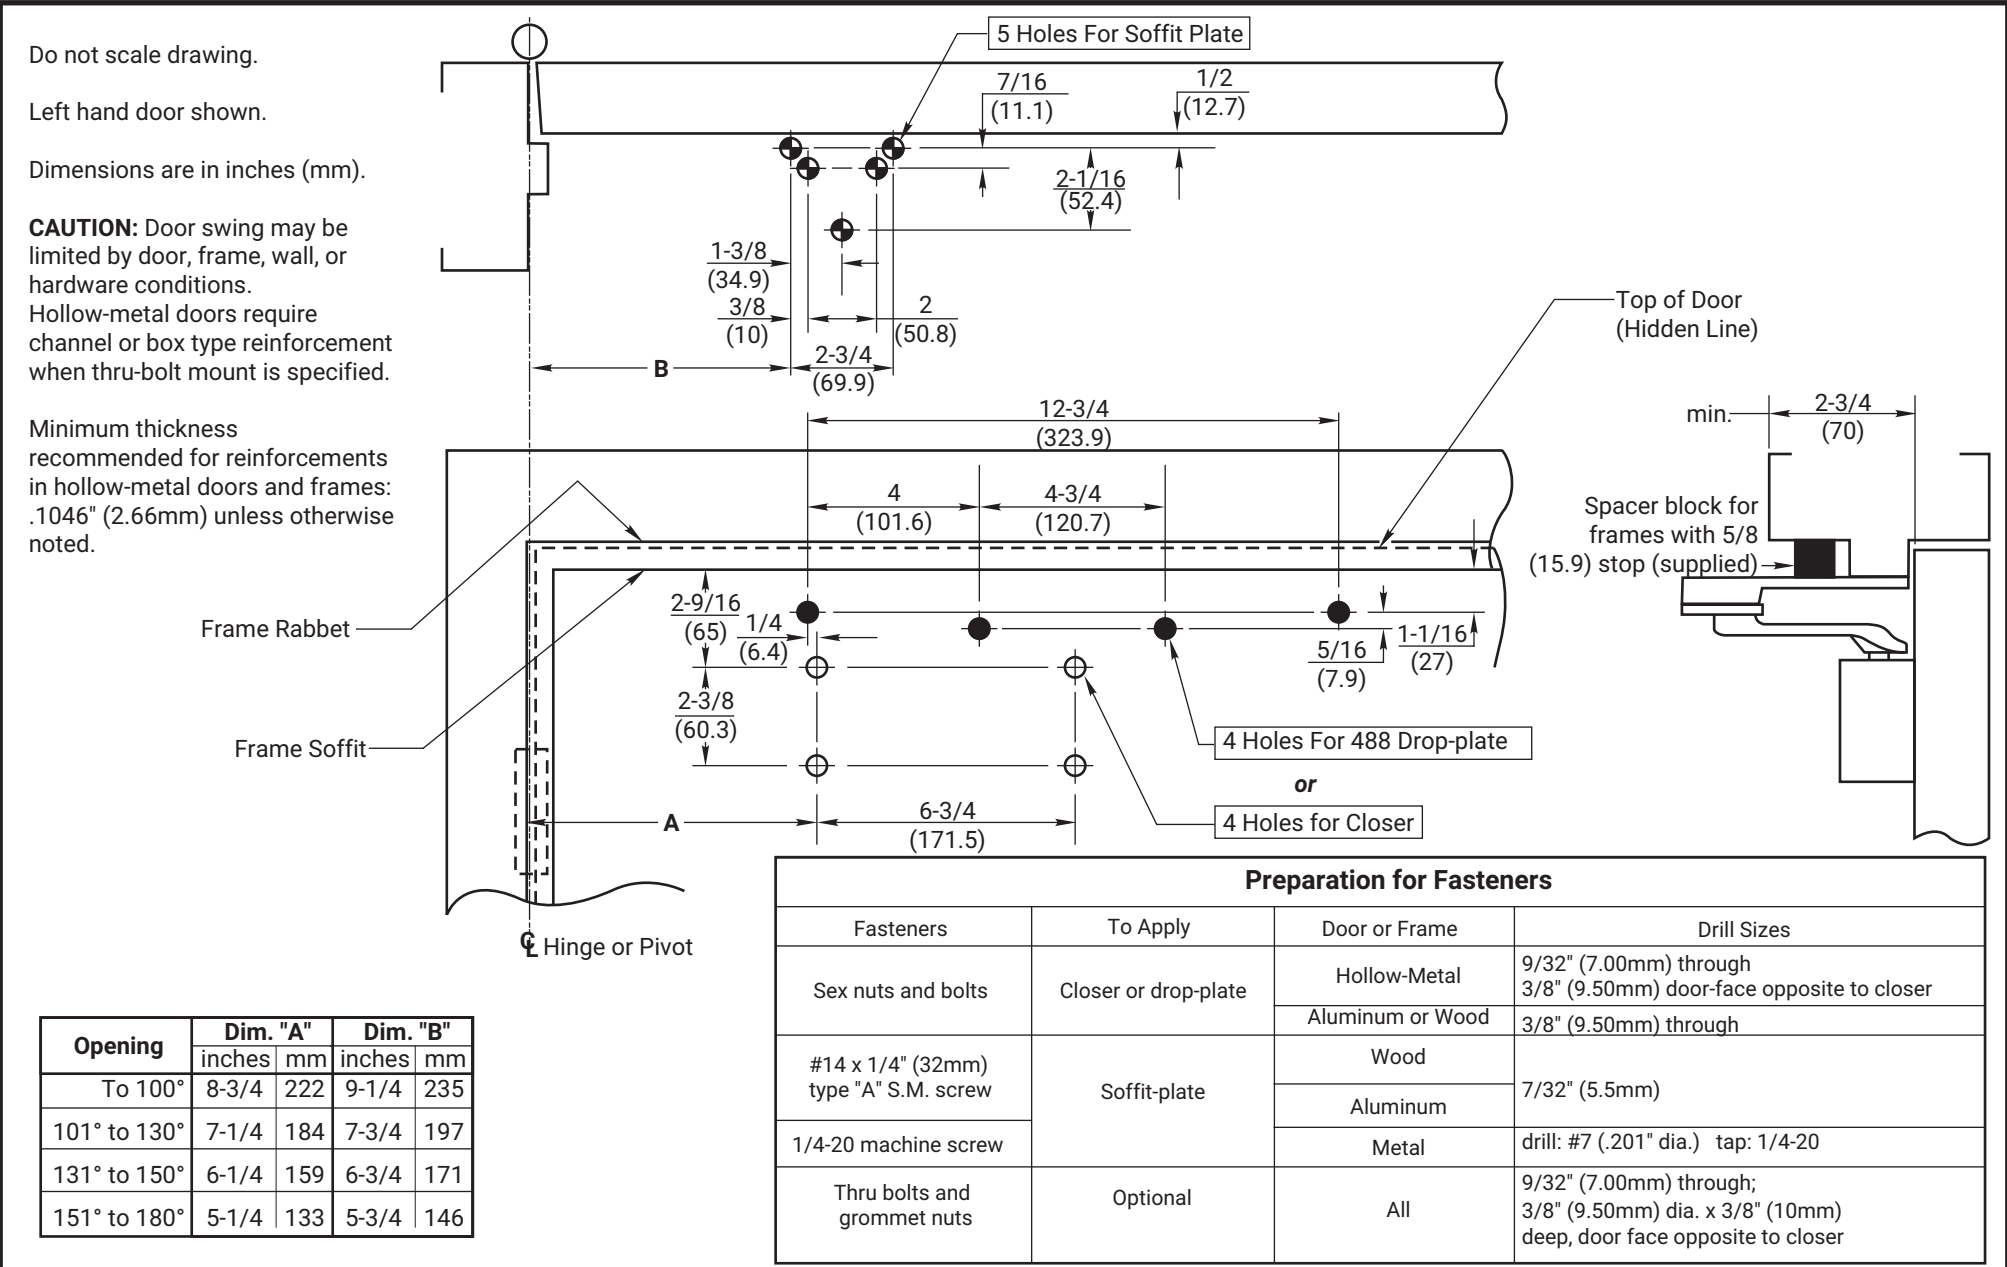 Do not scale drawing.
Left hand door shown.
Dimensions are in inches (mm).
CAUTION: Door swing may be
limited by door, frame, wall, or
hardware conditions.
Hollow-metal doors require
channel or box type reinforcement
when thru-bolt mount is specified.
Minimum thickness
recommended for reinforcements
in hollow-metal doors and frames:
.1046" (2.66mm) unless otherwise
noted.
5 Holes For Soffit Plate
7/16
(11.1)
1/2
(12.7)
2-1/16
(52.4)
1-3/8
(34.9)
3/8
(10)
2
(50.8)
B
2-3/4
(69.9)
Top of Door
(Hidden Line)
12-3/4
(323.9)
4
(101.6)
4-3/4
(120.7)
min.
2-3/4
(70)
Spacer block for
frames with 5/8
(15.9) stop (supplied)
Frame Rabbet
Frame Soffit
2-9/16
(65)
1/4
(6.4)
2-3/8
(60.3)
5/16
(7.9)
1-1/16
(27)
4 Holes For 488 Drop-plate
or
4 Holes for Closer
A
6-3/4
(171.5)
℄ Hinge or Pivot
Opening Dim. "A" Dim. "B"
inches mm inches mm
To 100° 8-3/4 222 9-1/4 235
101° to 130° 7-1/4 184 7-3/4 197
131° to 150° 6-1/4 159 6-3/4 171
151° to 180° 5-1/4 133 5-3/4 146
Preparation for Fasteners
Fasteners To Apply Door or Frame Drill Sizes
Sex nuts and bolts
Closer or drop-plate
Hollow-Metal
9/32" (7.00mm) through
3/8" (9.50mm) door-face opposite to closer
Aluminum or Wood
3/8" (9.50mm) through
#14 x 1/4" (32mm)
type "A" S.M. screw
Soffit-plate
Wood
Aluminum
7/32" (5.5mm)
1/4-20 machine screw
Metal
drill: #7 (.201" dia.) tap: 1/4-20
Thru bolts and
grommet nuts
Optional
All
9/32" (7.00mm) through;
3/8" (9.50mm) dia. x 3/8" (10mm)
deep, door face opposite to closer